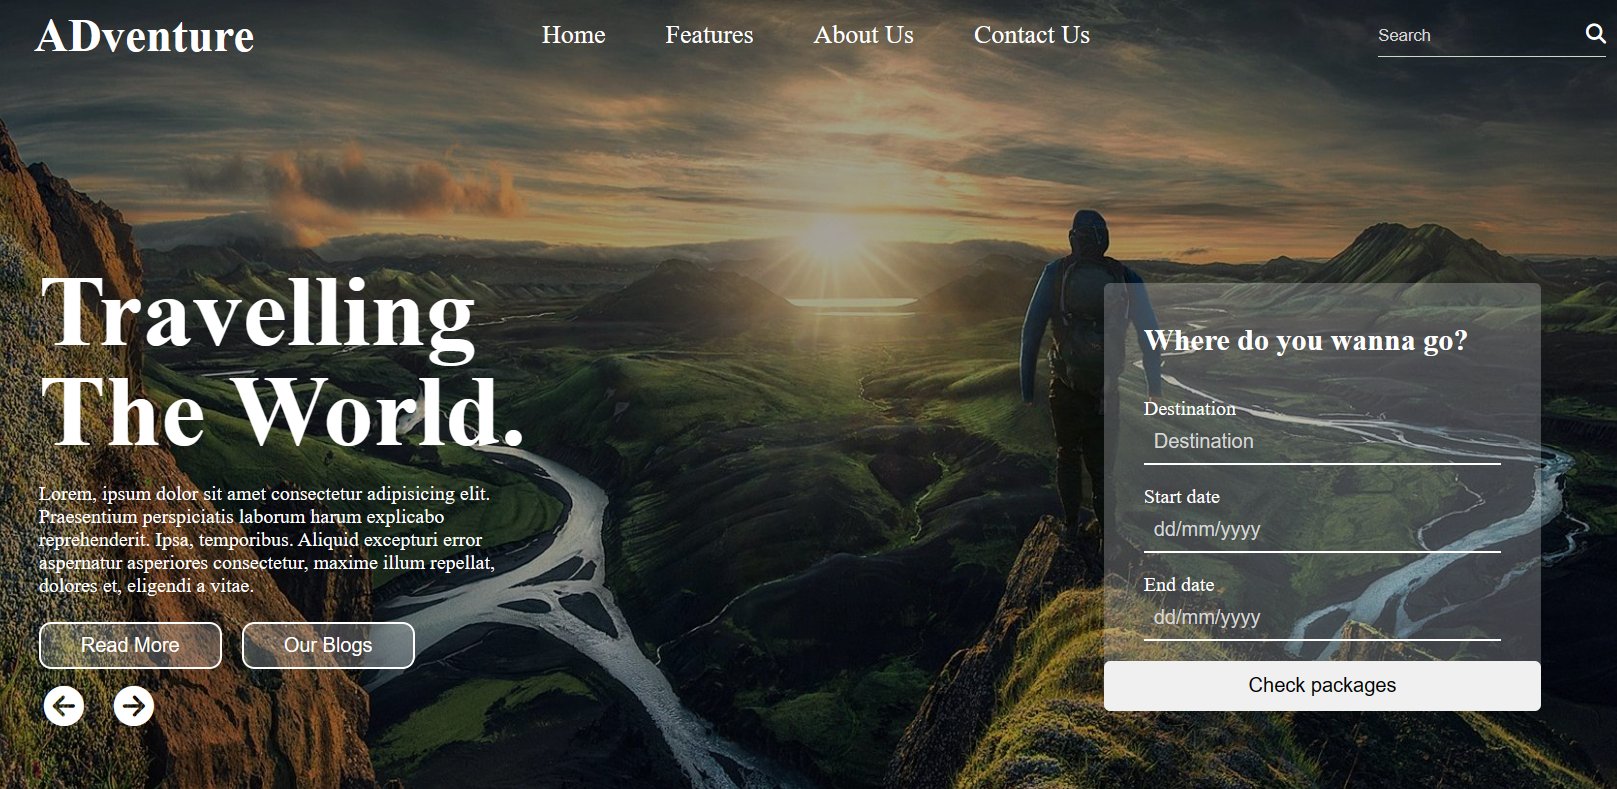 ADventure
Home
Features
About Us
Contact Us
Search
Travelling
The World.
Lorem, ipsum dolor sit amet consectetur adipisicing elit.
Praesentium perspiciatis laborum harum explicabo
reprehenderit. Ipsa, temporibus. Aliquid excepturi error
aspernatur asperiores consectetur, maxime illum repellat,
dolores et, eligendi a vitae.
Read More
Our Blogs
Where do you wanna go?
Destination
Destination
Start date
dd/mm/yyyy
End date
dd/mm/yyyy
Check packages